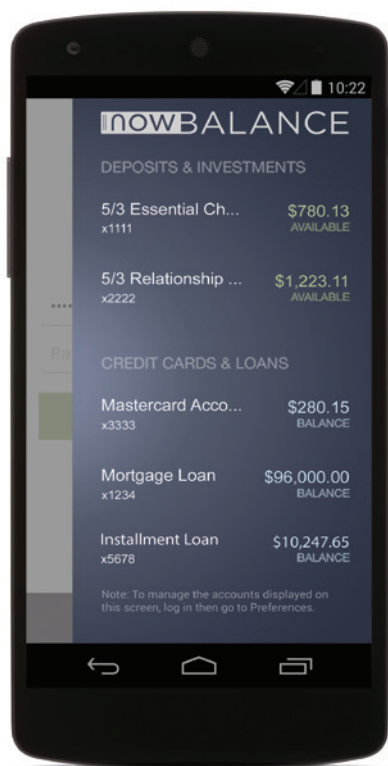 10:22
nowBALANCE
DEPOSITS & INVESTMENTS
5/3 Essential Ch... $780.13
x1111 AVAILABLE
5/3 Relationship ... $1,223.11
x2222 AVAILABLE
Pa
CREDIT CARDS & LOANS
Mastercard Acco... $280.15
x3333 BALANCE
Mortgage Loan $96,000.00
x1234 BALANCE
Installment Loan $10,247.65
x5678 BALANCE
Note: To manage the accounts displayed on
this screen, log in then go to Preferences.